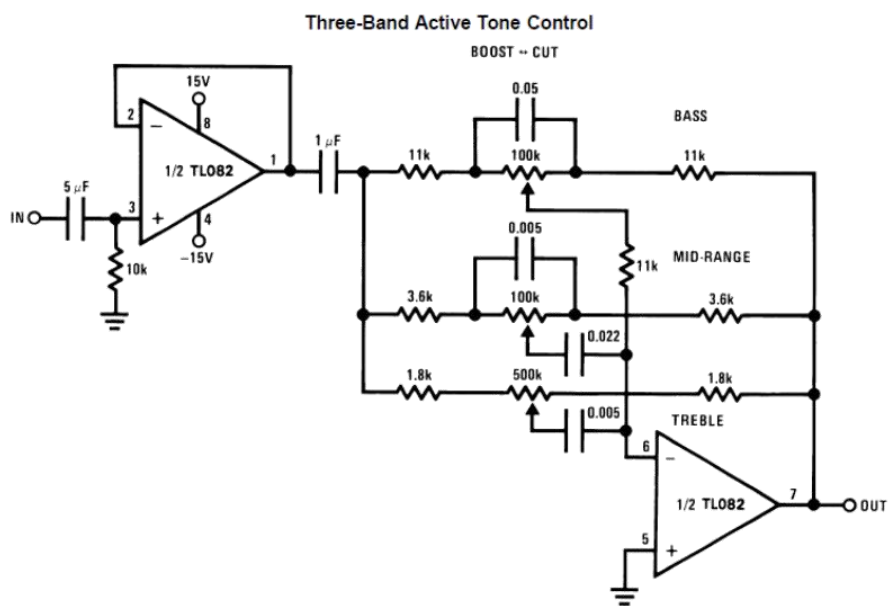 Three-Band Active Tone Control
BOOST ↔ CUT
15V
0.05
BASS
2
8
−
1/2 TL082
1
1 μF
11k
100k
11k
5 μF
IN
3
+
4
−15V
10k
0.005
11k
MID-RANGE
3.6k
100k
3.6k
0.022
1.8k
500k
1.8k
0.005
TREBLE
6
−
1/2 TL082
7
OUT
5
+